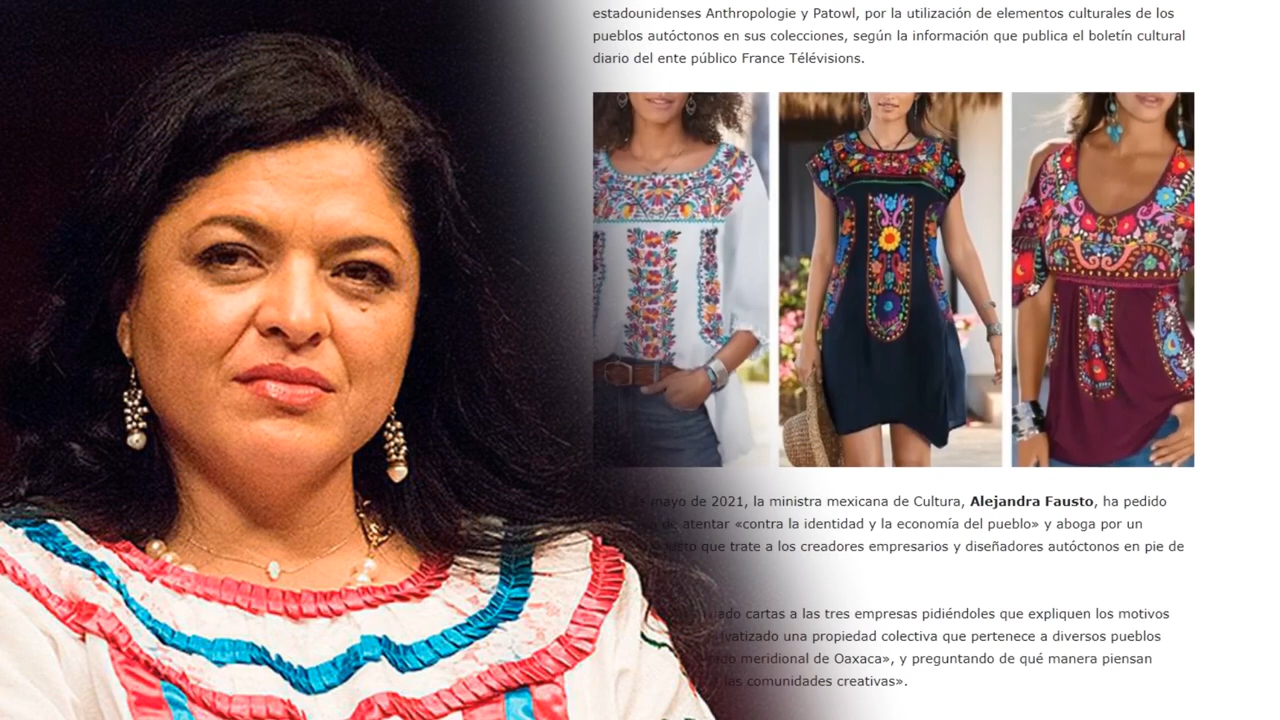 estadounidenses Anthropologie y Patowl, por la utilización de elementos culturales de los
pueblos autóctonos en sus colecciones, según la información que publica el boletín cultural
diario del ente público France Télévisions.
mayo de 2021, la ministra mexicana de Cultura, Alejandra Fausto, ha pedido
de atentar «contra la identidad y la economía del pueblo» y aboga por un
que trate a los creadores empresarios y diseñadores autóctonos en pie de
cartas a las tres empresas pidiéndoles que expliquen los motivos
una propiedad colectiva que pertenece a diversos pueblos
meridional de Oaxaca», y preguntando de qué manera piensan
las comunidades creativas».